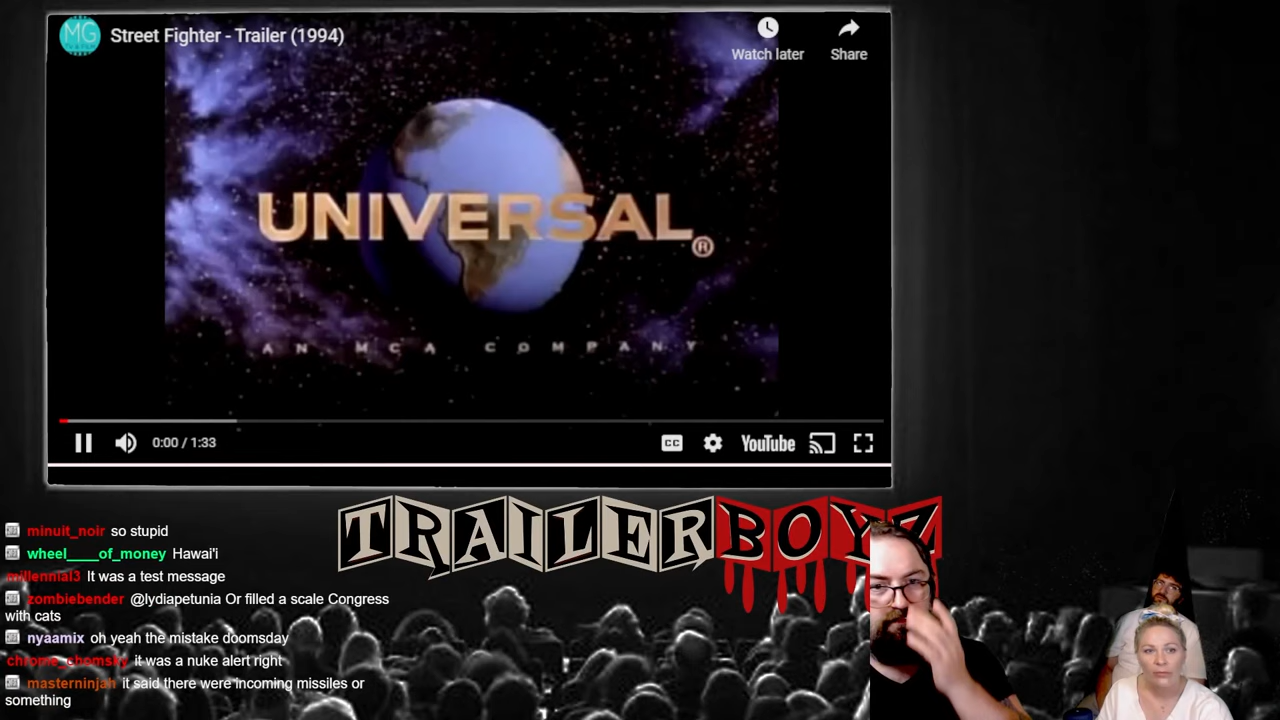 MG
Street Fighter - Trailer (1994)
Watch later
Share
UNIVERSAL®
AN MCA COMPANY
0:00 / 1:33
CC
YouTube
TRAILERBOYZ
minuit_noir so stupid
wheel____of_money Hawai'i
millennial3 It was a test message
zombiebender @lydiapetunia Or filled a scale Congress
with cats
nyaamix oh yeah the mistake doomsday
chrome_chomsky it was a nuke alert right
masterninjah it said there were incoming missiles or
something